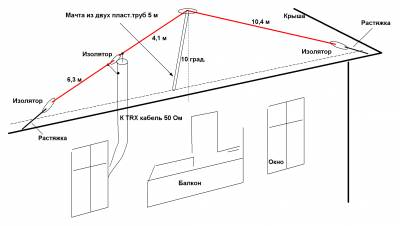 Мачта из двух пласт.труб 5 м
Крыша
10,4 м
Растяжка
Изолятор
4,1 м
Изолятор
10 град.
6,3 м
Изолятор
К TRX кабель 50 Ом
Растяжка
Окно
Балкон